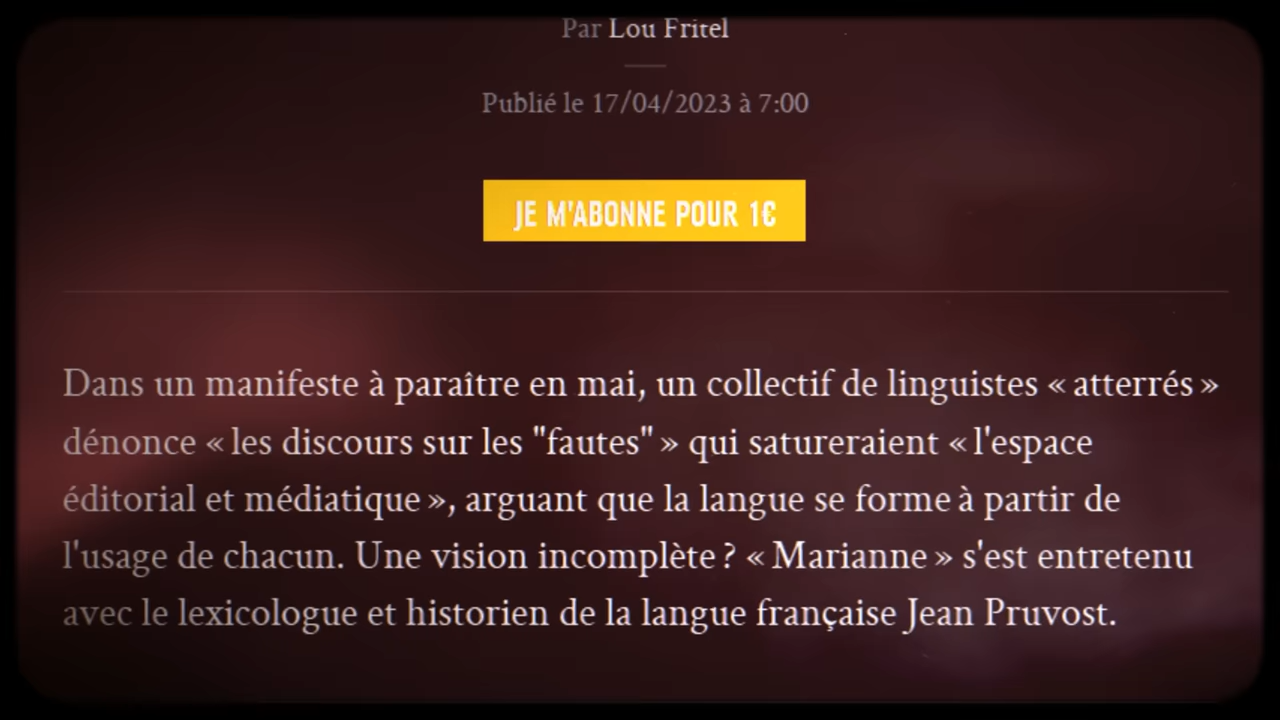 Par Lou Fritel
Publié le 17/04/2023 à 7:00
JE M'ABONNE POUR 1€
Dans un manifeste à paraître en mai, un collectif de linguistes « atterrés »
dénonce « les discours sur les "fautes" » qui satureraient « l'espace
éditorial et médiatique », arguant que la langue se forme à partir de
l'usage de chacun. Une vision incomplète ? « Marianne » s'est entretenu
avec le lexicologue et historien de la langue française Jean Pruvost.